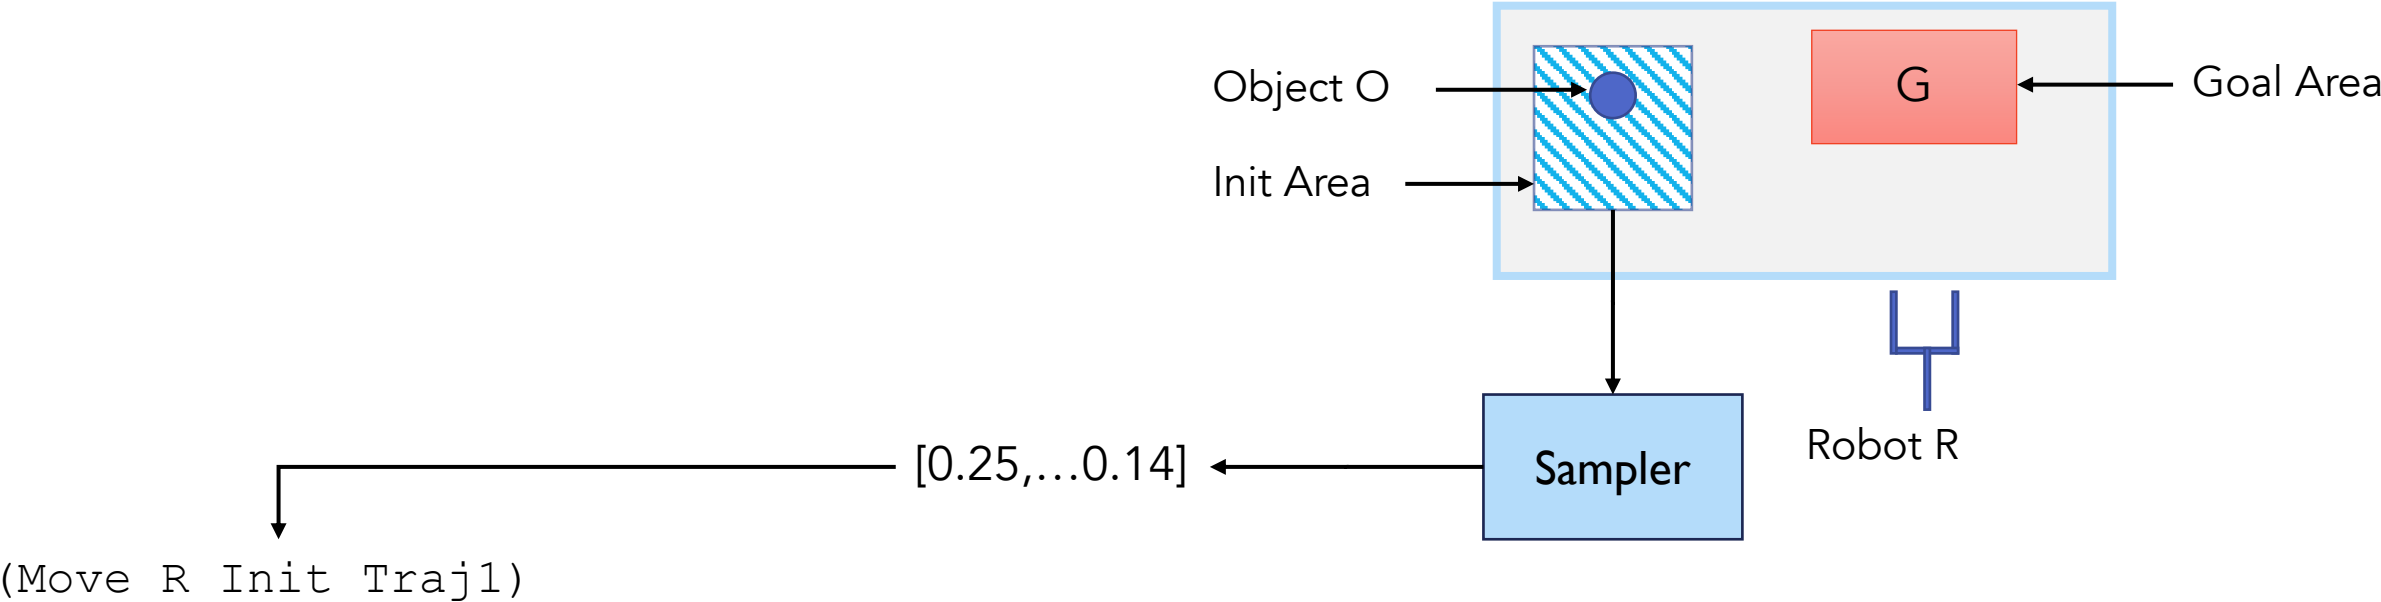 Object O
G
Goal Area
Init Area
Robot R
[0.25,...0.14]
Sampler
(Move R Init Traj1)